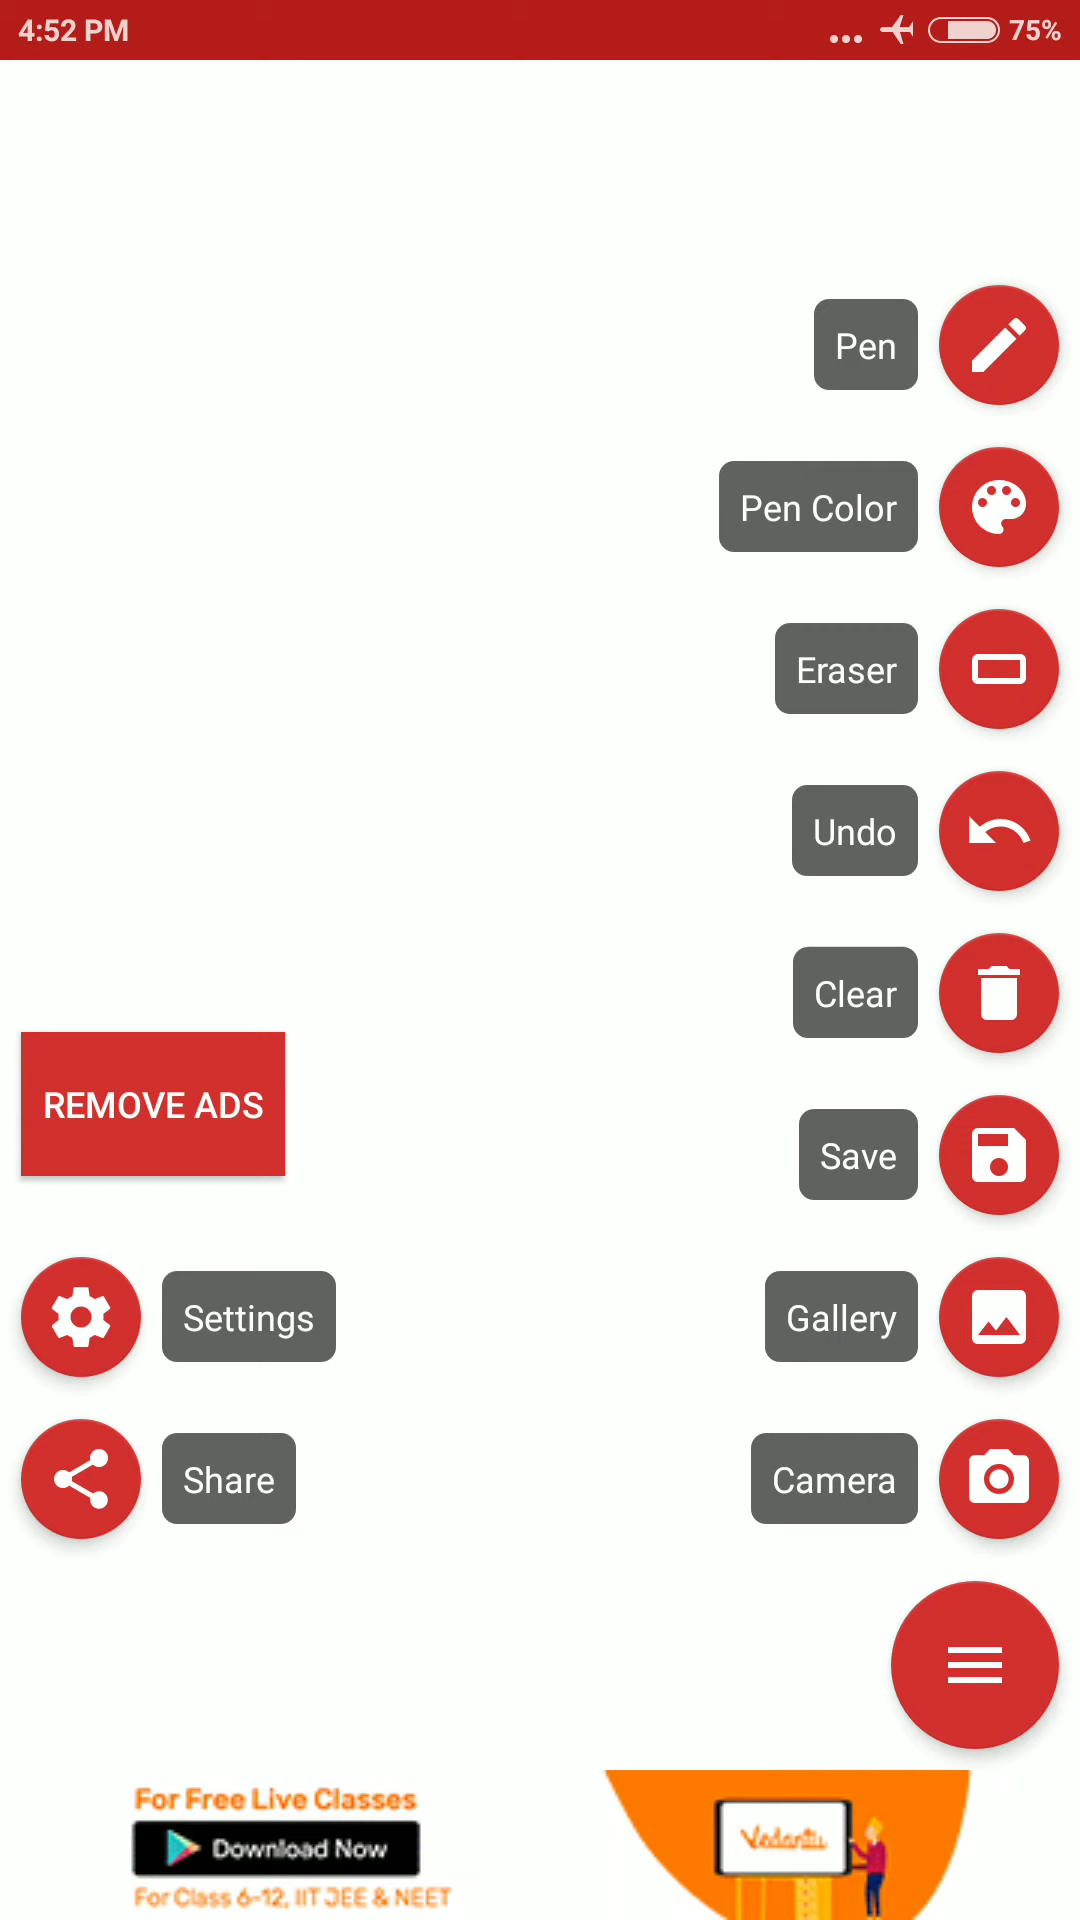 4:52 PM
75%
Pen
Pen Color
Eraser
Undo
Clear
REMOVE ADS
Save
Settings
Gallery
Share
Camera
For Free Live Classes
Download Now
For Class 6-12, IIT JEE & NEET
Vedantu